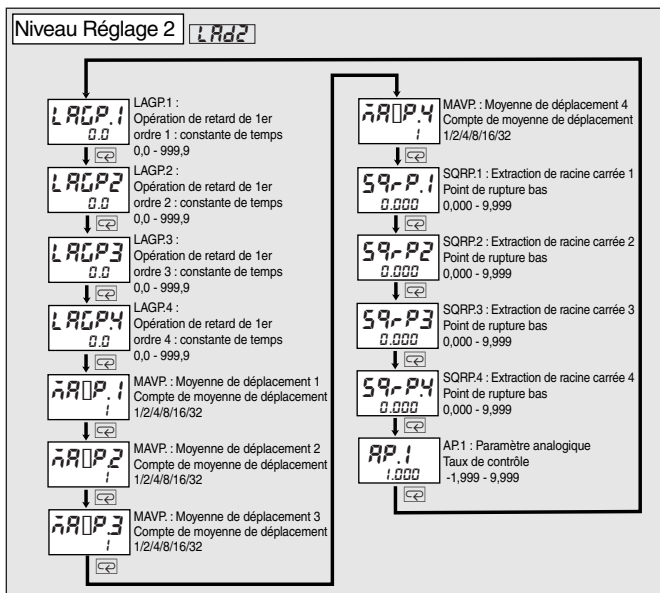 Niveau Réglage 2 LAd2
LAGP.1
0.0
LAGP.1 :
Opération de retard de 1er
ordre 1 : constante de temps
0,0 - 999,9
LAGP.2
0.0
LAGP.2 :
Opération de retard de 1er
ordre 2 : constante de temps
0,0 - 999,9
LAGP.3
0.0
LAGP.3 :
Opération de retard de 1er
ordre 3 : constante de temps
0,0 - 999,9
LAGP.4
0.0
LAGP.4 :
Opération de retard de 1er
ordre 4 : constante de temps
0,0 - 999,9
1
MAVP. : Moyenne de déplacement 1
Compte de moyenne de déplacement
1/2/4/8/16/32
1
MAVP. : Moyenne de déplacement 2
Compte de moyenne de déplacement
1/2/4/8/16/32
1
MAVP. : Moyenne de déplacement 3
Compte de moyenne de déplacement
1/2/4/8/16/32
1
MAVP. : Moyenne de déplacement 4
Compte de moyenne de déplacement
1/2/4/8/16/32
SqrP.1
0.000
SQRP.1 : Extraction de racine carrée 1
Point de rupture bas
0,000 - 9,999
SqrP.2
0.000
SQRP.2 : Extraction de racine carrée 2
Point de rupture bas
0,000 - 9,999
SqrP.3
0.000
SQRP.3 : Extraction de racine carrée 3
Point de rupture bas
0,000 - 9,999
SqrP.4
0.000
SQRP.4 : Extraction de racine carrée 4
Point de rupture bas
0,000 - 9,999
AP.1
1.000
AP.1 : Paramètre analogique
Taux de contrôle
-1,999 - 9,999